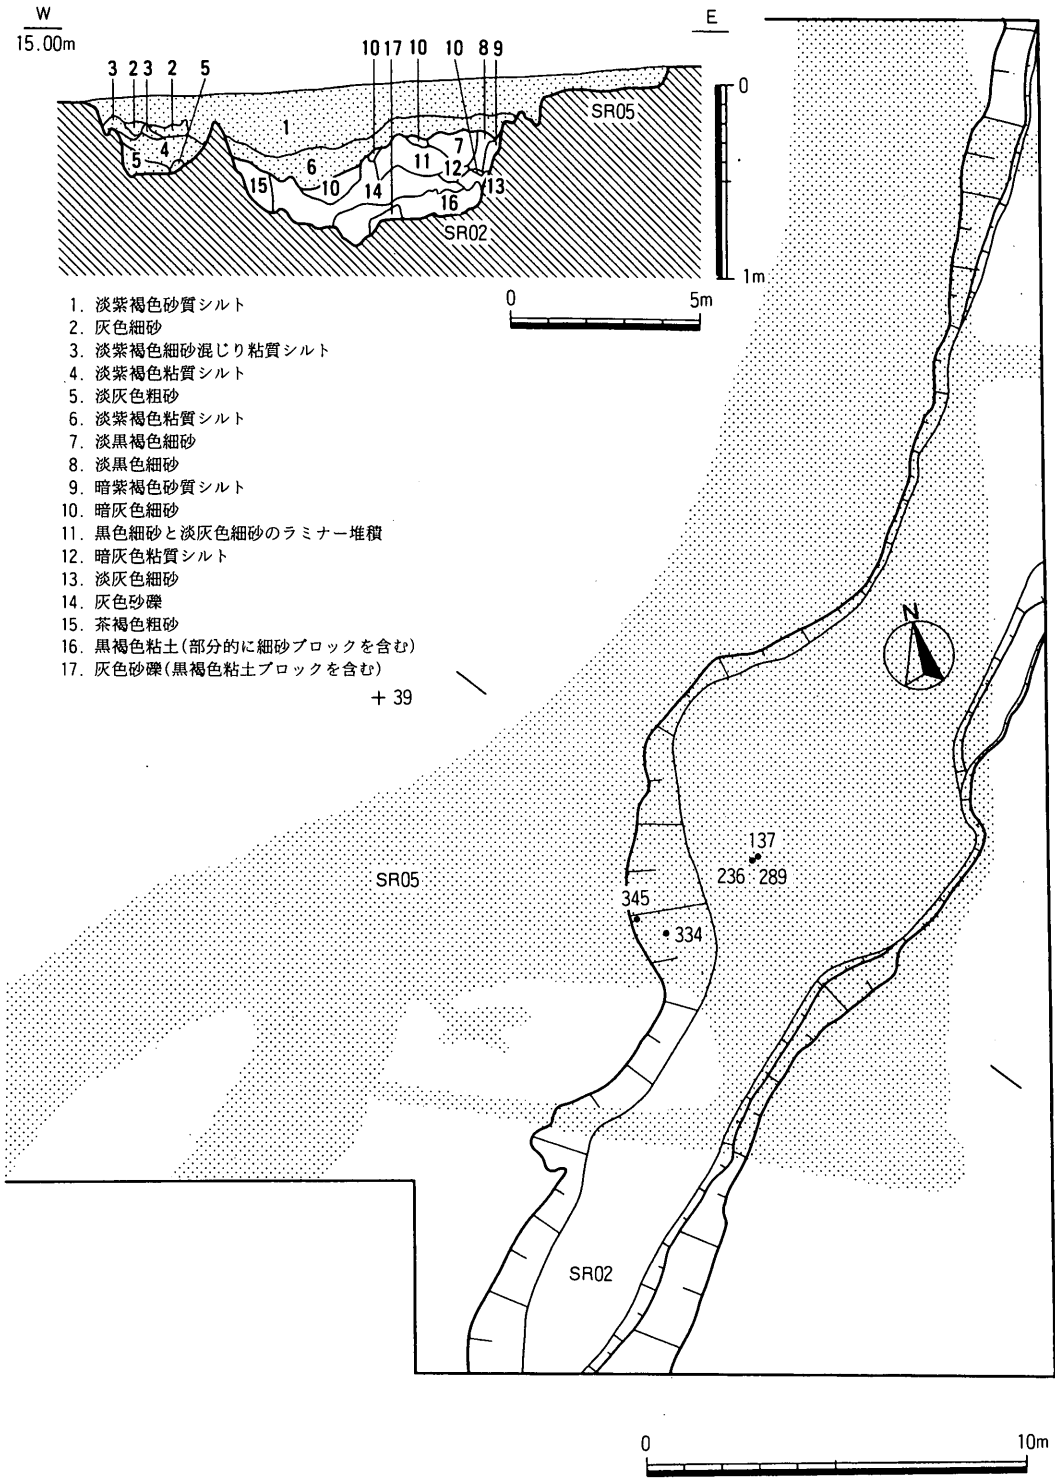 W
E
15.00m
10 17 10 10 8 9
3 2 3 2 5
0
SR05
1
7
4
11
5
6
12
15
10
14
13
16
SR02
1m
0 5m
1. 淡紫褐色砂質シルト
2. 灰色細砂
3. 淡紫褐色細砂混じり粘質シルト
4. 淡紫褐色粘質シルト
5. 淡灰色粗砂
6. 淡紫褐色粘質シルト
7. 淡黒褐色細砂
8. 淡黒色細砂
9. 暗紫褐色砂質シルト
10. 暗灰色細砂
11. 黒色細砂と淡灰色細砂のラミナー堆積
12. 暗灰色粘質シルト
13. 淡灰色細砂
14. 灰色砂礫
15. 茶褐色粗砂
16. 黒褐色粘土(部分的に細砂ブロックを含む)
17. 灰色砂礫(黒褐色粘土ブロックを含む)
N
+ 39
137
236 289
SR05
345
334
SR02
0 10m